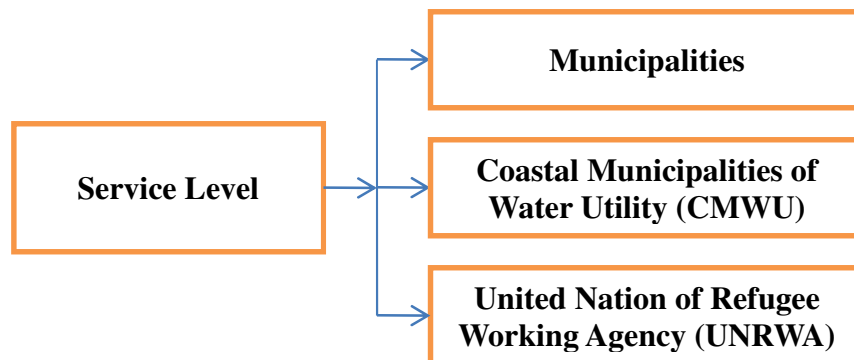 Municipalities
Service Level
Coastal Municipalities of
Water Utility (CMWU)
United Nation of Refugee
Working Agency (UNRWA)